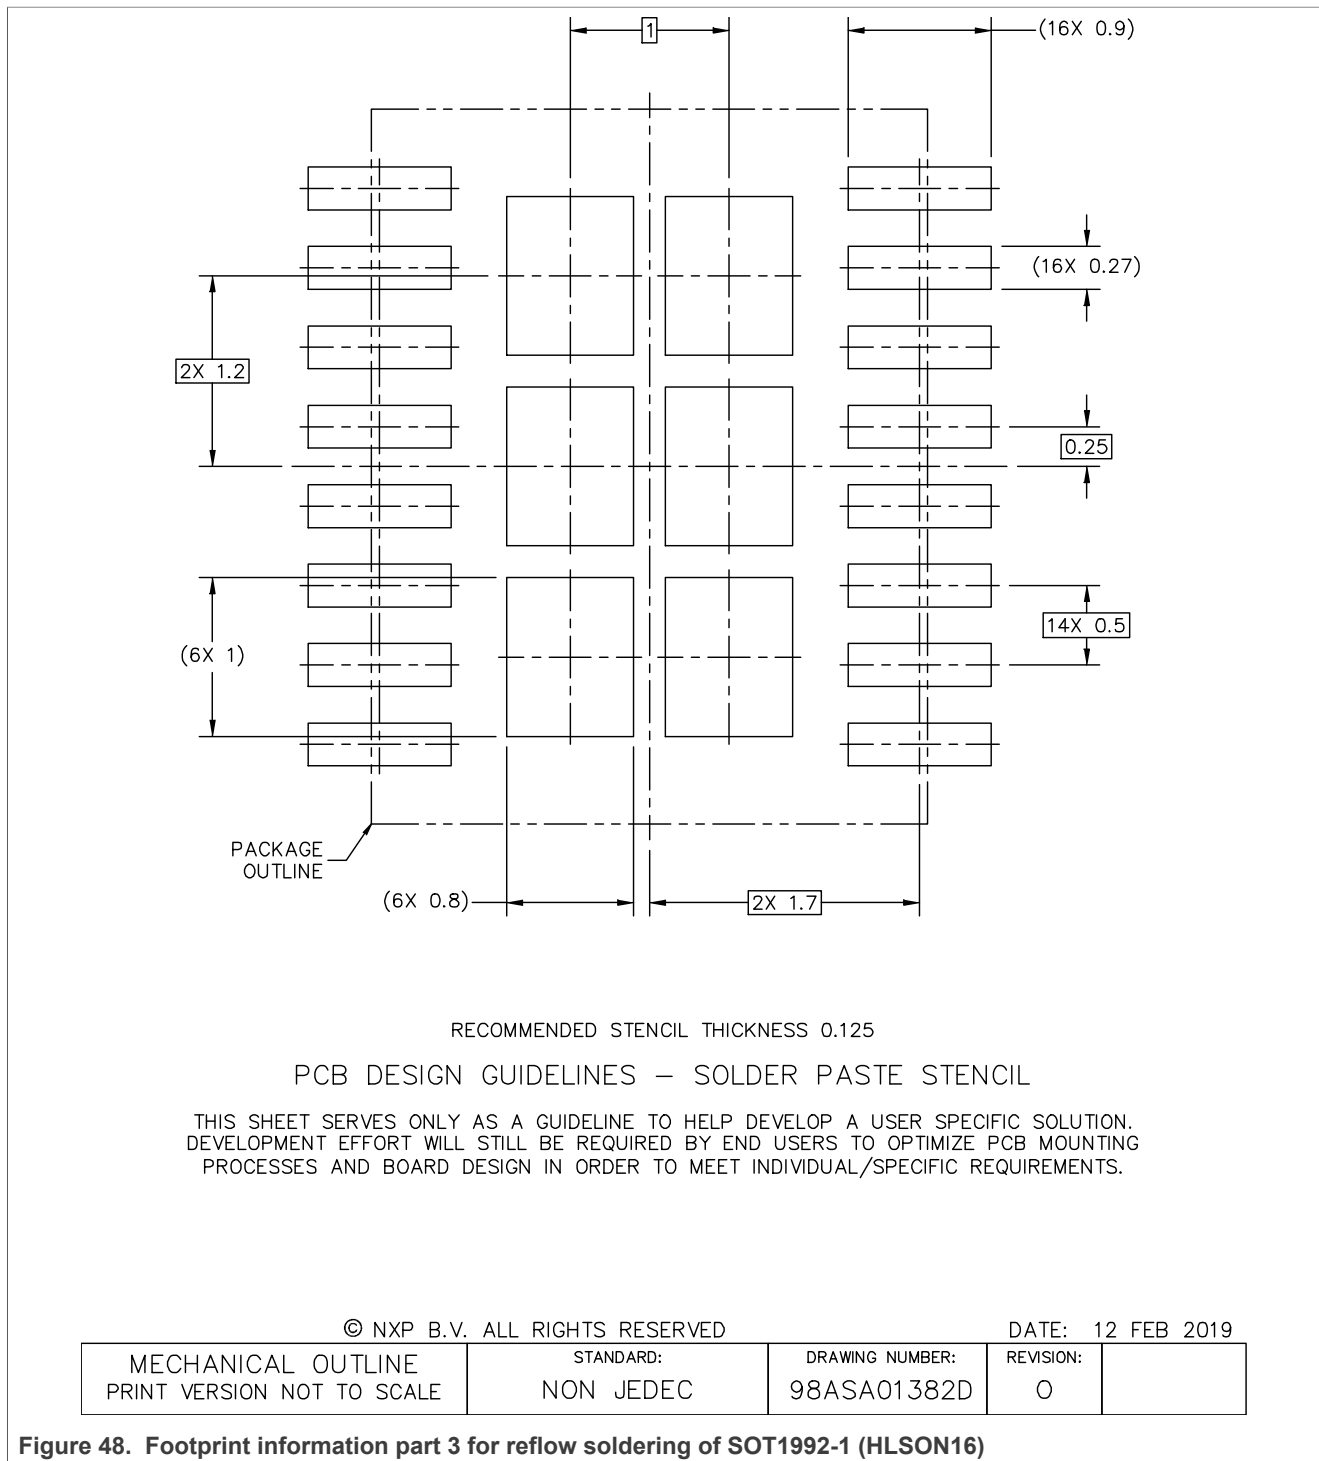 1
(16X 0.9)
(16X 0.27)
2X 1.2
0.25
14X 0.5
(6X 1)
PACKAGE
OUTLINE
(6X 0.8)
2X 1.7
RECOMMENDED STENCIL THICKNESS 0.125
PCB DESIGN GUIDELINES – SOLDER PASTE STENCIL
THIS SHEET SERVES ONLY AS A GUIDELINE TO HELP DEVELOP A USER SPECIFIC SOLUTION.
DEVELOPMENT EFFORT WILL STILL BE REQUIRED BY END USERS TO OPTIMIZE PCB MOUNTING
PROCESSES AND BOARD DESIGN IN ORDER TO MEET INDIVIDUAL/SPECIFIC REQUIREMENTS.
© NXP B.V. ALL RIGHTS RESERVED
DATE: 12 FEB 2019
MECHANICAL OUTLINE
PRINT VERSION NOT TO SCALE
STANDARD:
NON JEDEC
DRAWING NUMBER:
98ASA01382D
REVISION:
O
Figure 48. Footprint information part 3 for reflow soldering of SOT1992-1 (HLSON16)